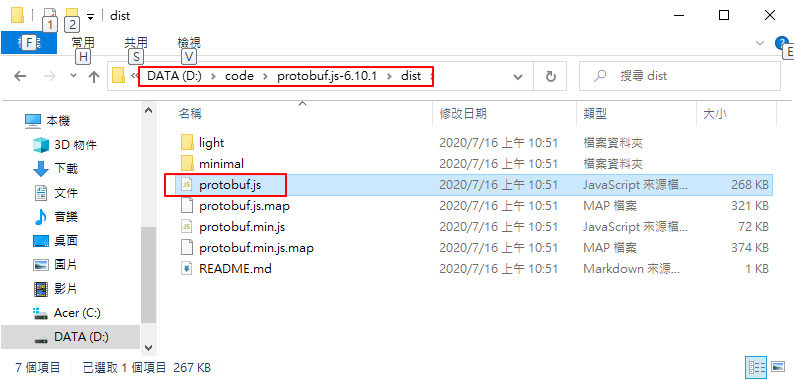 dist
1 2
檔案 常用 共用 檢視
F H S V E
« DATA (D:) › code › protobuf.js-6.10.1 › dist › 搜尋 dist
名稱 修改日期 類型 大小
本機
3D 物件
下載
文件
音樂
桌面
圖片
影片
Acer (C:)
DATA (D:)
light 2020/7/16 上午 10:51 檔案資料夾
minimal 2020/7/16 上午 10:51 檔案資料夾
JS protobuf.js 2020/7/16 上午 10:51 JavaScript 來源檔... 268 KB
protobuf.js.map 2020/7/16 上午 10:51 MAP 檔案 321 KB
JS protobuf.min.js 2020/7/16 上午 10:51 JavaScript 來源檔... 72 KB
protobuf.min.js.map 2020/7/16 上午 10:51 MAP 檔案 374 KB
README.md 2020/7/16 上午 10:51 Markdown 來源... 1 KB
7 個項目 已選取 1 個項目 267 KB